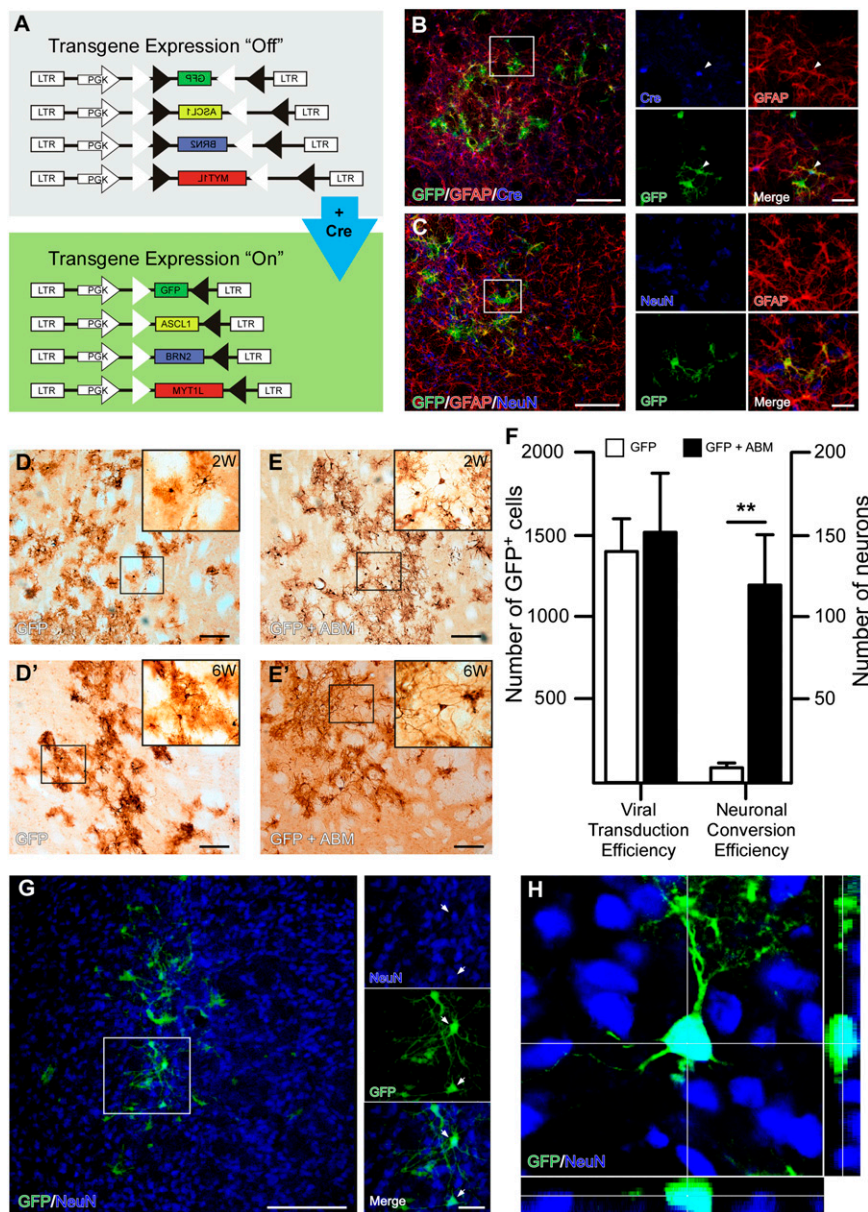 A
Transgene Expression "Off"
LTR PGK GFP LTR
LTR PGK ASCL1 LTR
LTR PGK BRN2 LTR
LTR PGK MYT1L LTR
+
Cre
Transgene Expression "On"
LTR PGK GFP LTR
LTR PGK ASCL1 LTR
LTR PGK BRN2 LTR
LTR PGK MYT1L LTR
B
GFP/GFAP/Cre
Cre
GFAP
GFP
Merge
C
GFP/GFAP/NeuN
NeuN
GFAP
GFP
Merge
D
2W
GFP
E
2W
GFP + ABM
D'
6W
GFP
E'
6W
GFP + ABM
F
GFP
GFP + ABM
**
Number of GFP+ cells
2000
1500
1000
500
Number of neurons
200
150
100
50
Viral
Transduction
Efficiency
Neuronal
Conversion
Efficiency
G
GFP/NeuN
NeuN
GFP
Merge
H
GFP/NeuN